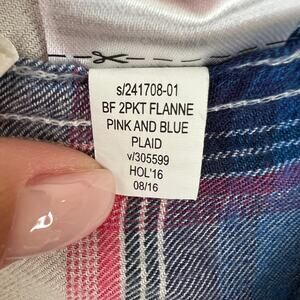 s/241708-01
BF 2PKT FLANNE
PINK AND BLUE
PLAID
v/305599
HOL'16
08/16